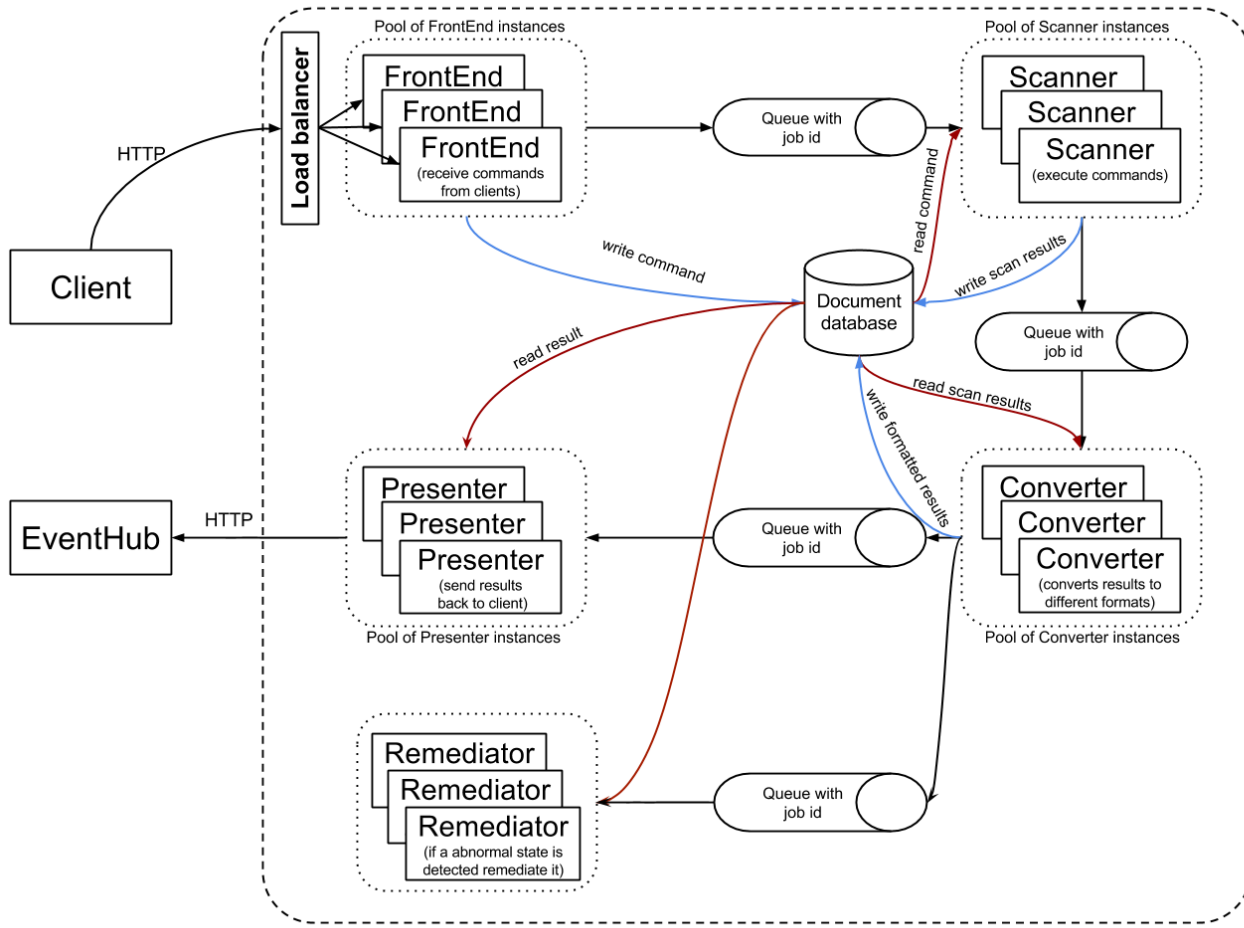 Pool of FrontEnd instances
Pool of Scanner instances
Load balancer
FrontEnd
FrontEnd
FrontEnd
(receive commands
from clients)
Queue with
job id
Scanner
Scanner
Scanner
(execute commands)
HTTP
read command
write command
write scan results
Client
Document
database
Queue with
job id
read result
read scan results
write formatted results
Presenter
Presenter
Presenter
(send results
back to client)
Pool of Presenter instances
HTTP
EventHub
Queue with
job id
Converter
Converter
Converter
(converts results to
different formats)
Pool of Converter instances
Remediator
Remediator
Remediator
(if a abnormal state is
detected remediate it)
Queue with
job id